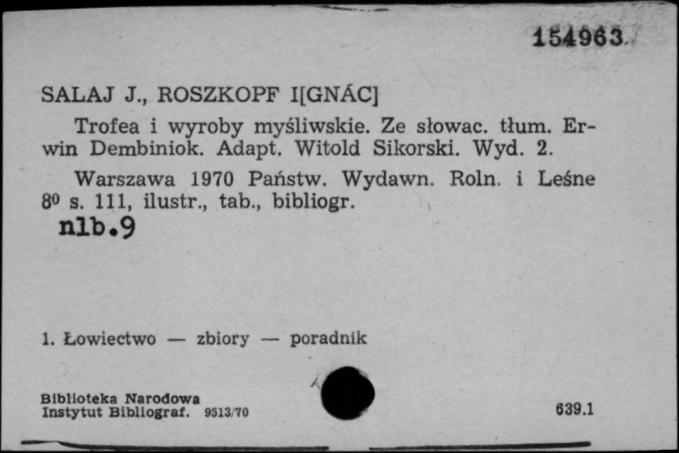 154963
SALAJ J., ROSZKOPF I[GNÁC]
Trofea i wyroby myśliwskie. Ze słowac. tłum. Er-
win Dembiniok. Adapt. Witold Sikorski. Wyd. 2.
Warszawa 1970 Państw. Wydawn. Roln. i Leśne
8⁰ s. 111, ilustr., tab., bibliogr.
nlb.9
1. Łowiectwo — zbiory — poradnik
Biblioteka Narodowa
Instytut Bibliograf. 9513/70
639.1